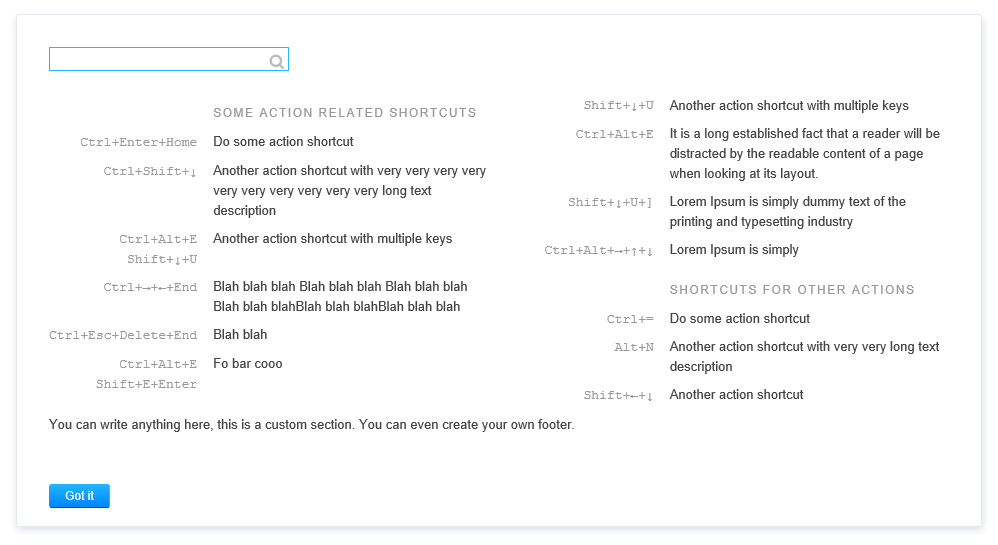 SOME ACTION RELATED SHORTCUTS
Ctrl+Enter+Home Do some action shortcut
Ctrl+Shift+↓ Another action shortcut with very very very very
very very very very very very long text
description
Ctrl+Alt+E Another action shortcut with multiple keys
Shift+↓+U
Ctrl+→+←+End Blah blah blah Blah blah blah Blah blah blah
Blah blah blahBlah blah blahBlah blah blah
Ctrl+Esc+Delete+End Blah blah
Ctrl+Alt+E Fo bar cooo
Shift+E+Enter
Shift+↓+U Another action shortcut with multiple keys
Ctrl+Alt+E It is a long established fact that a reader will be
distracted by the readable content of a page
when looking at its layout.
Shift+↓+U+] Lorem Ipsum is simply dummy text of the
printing and typesetting industry
Ctrl+Alt+→+↑+↓ Lorem Ipsum is simply
SHORTCUTS FOR OTHER ACTIONS
Ctrl+= Do some action shortcut
Alt+N Another action shortcut with very very long text
description
Shift+←+↓ Another action shortcut
You can write anything here, this is a custom section. You can even create your own footer.
Got it